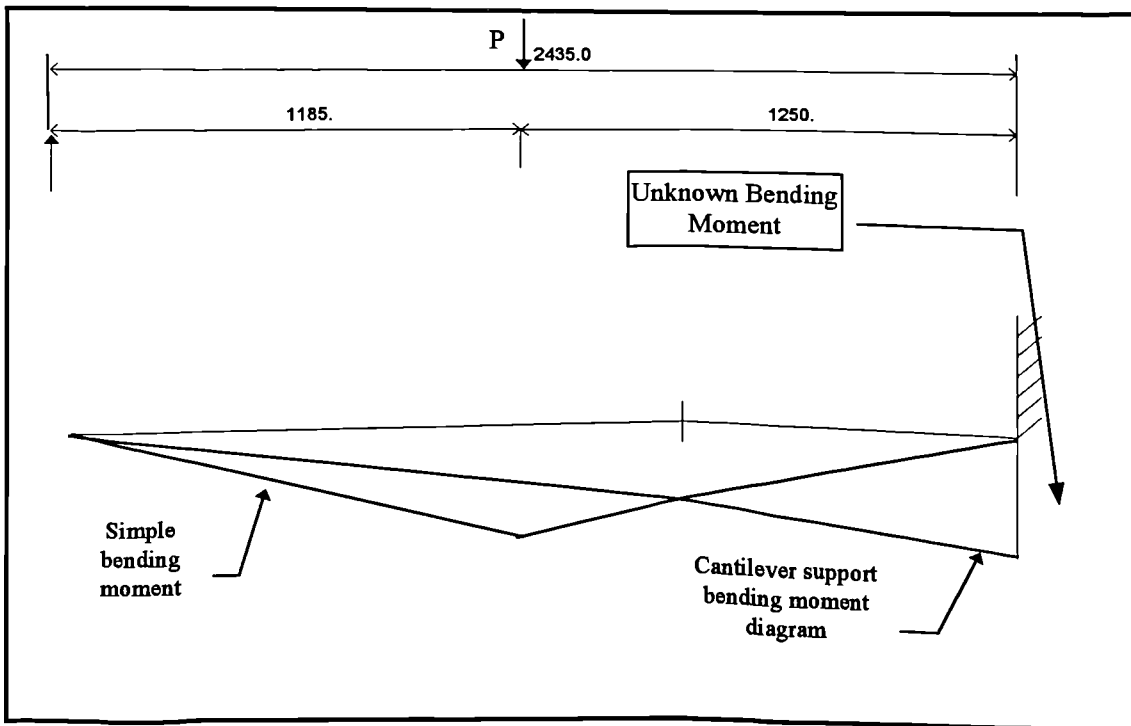 P
2435.0
1185.
1250.
Unknown Bending
Moment
Simple
bending
moment
Cantilever support
bending moment
diagram